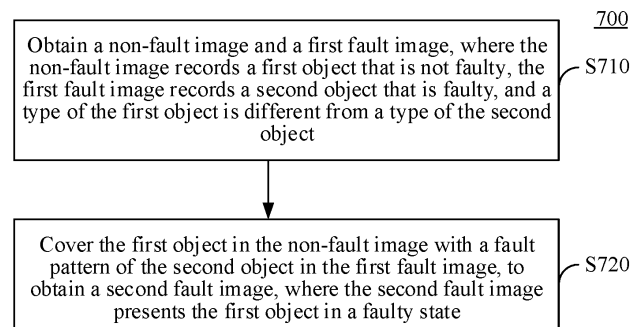 700
Obtain a non-fault image and a first fault image, where the
non-fault image records a first object that is not faulty, the
first fault image records a second object that is faulty, and a
type of the first object is different from a type of the second
object
S710
Cover the first object in the non-fault image with a fault
pattern of the second object in the first fault image, to
obtain a second fault image, where the second fault image
presents the first object in a faulty state
S720